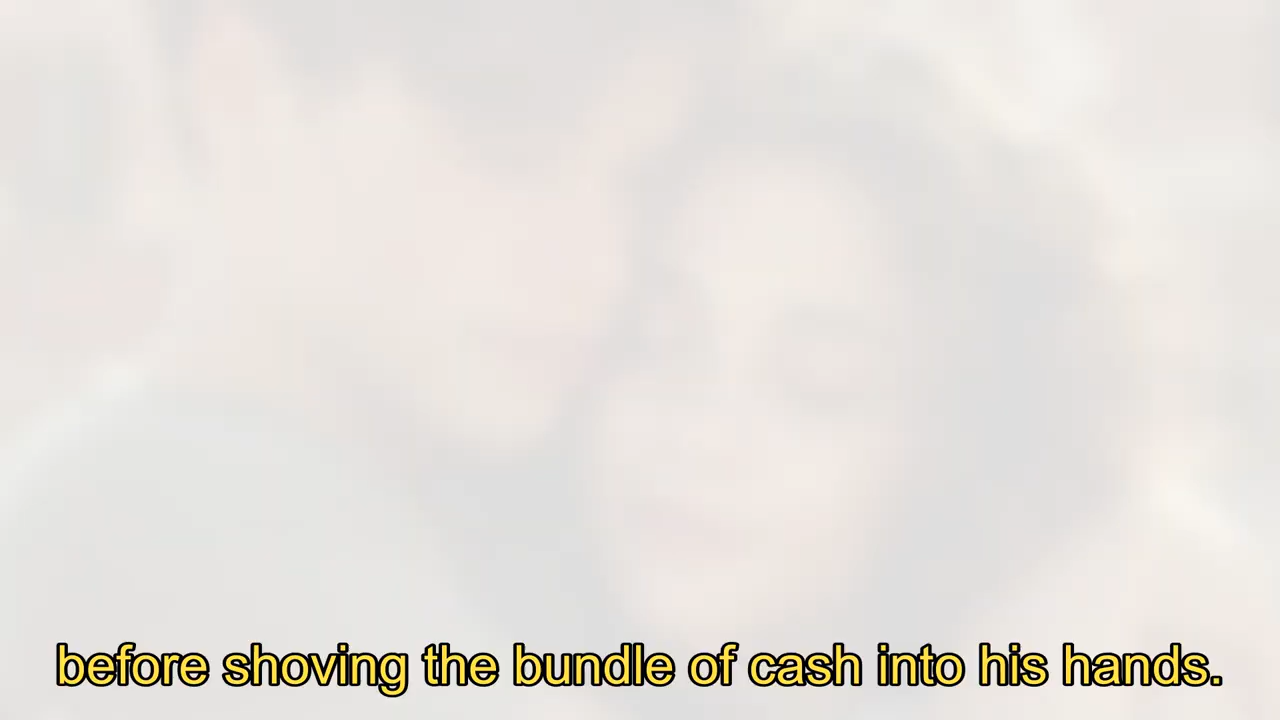 before shoving the bundle of cash into his hands.